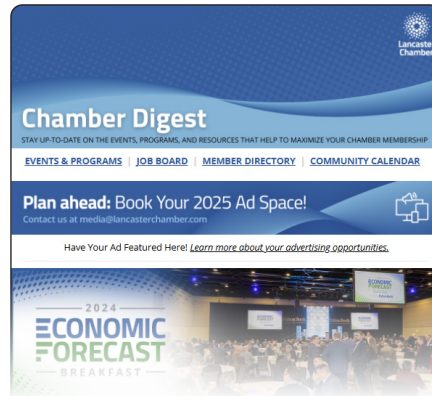 Lancaster
Chamber
Chamber Digest
STAY UP-TO-DATE ON THE EVENTS, PROGRAMS, AND RESOURCES THAT HELP TO MAXIMIZE YOUR CHAMBER MEMBERSHIP
EVENTS & PROGRAMS | JOB BOARD | MEMBER DIRECTORY | COMMUNITY CALENDAR
Plan ahead: Book Your 2025 Ad Space!
Contact us at media@lancasterchamber.com
Have Your Ad Featured Here! Learn more about your advertising opportunities.
2024
ECONOMIC
FORECAST
BREAKFAST
ECONOMIC
FORECAST